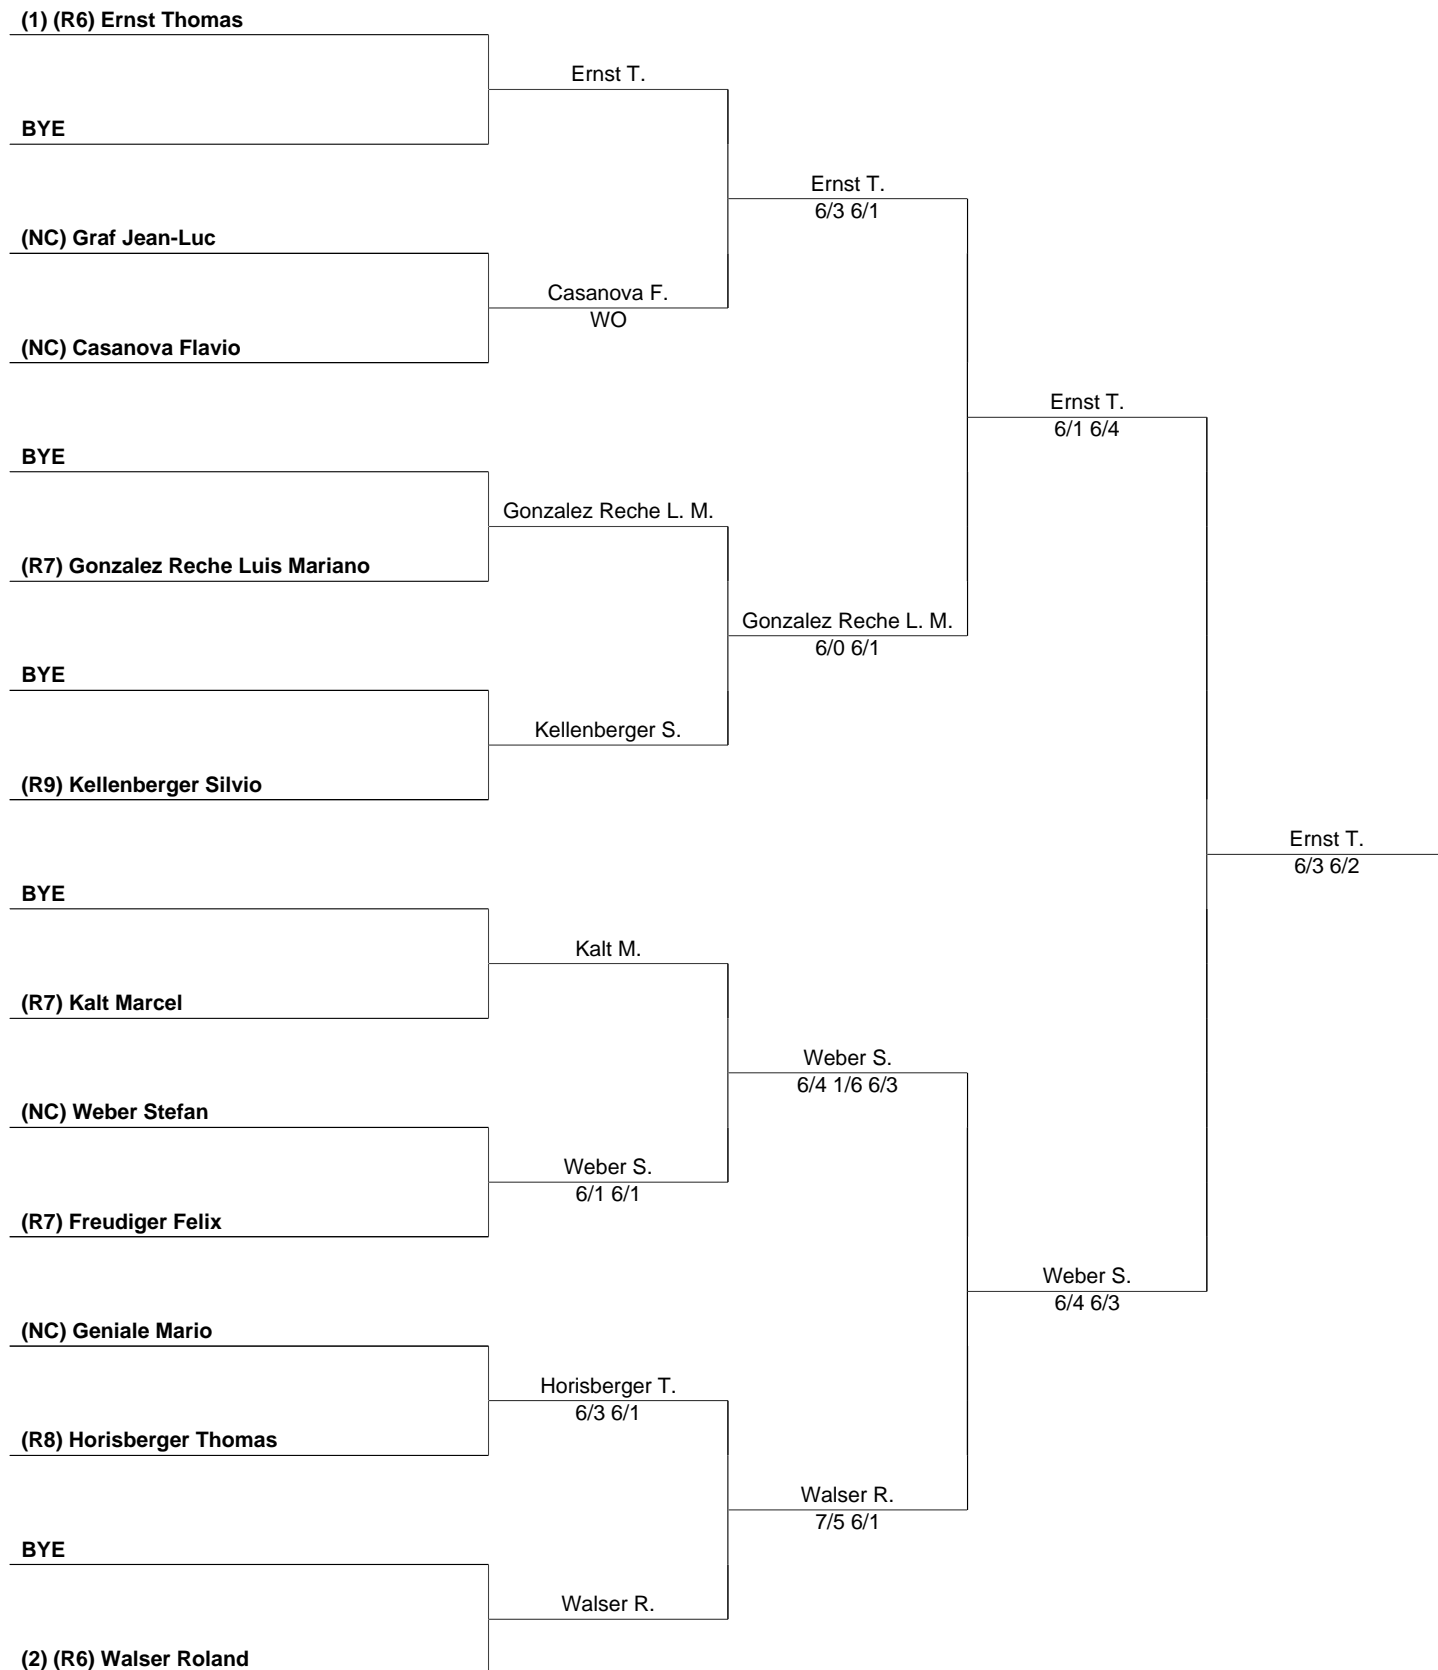 (1) (R6) Ernst Thomas
Ernst T.
BYE
Ernst T.
6/3 6/1
(NC) Graf Jean-Luc
Casanova F.
WO
(NC) Casanova Flavio
Ernst T.
6/1 6/4
BYE
Gonzalez Reche L. M.
(R7) Gonzalez Reche Luis Mariano
Gonzalez Reche L. M.
6/0 6/1
BYE
Kellenberger S.
(R9) Kellenberger Silvio
Ernst T.
6/3 6/2
BYE
Kalt M.
(R7) Kalt Marcel
Weber S.
6/4 1/6 6/3
(NC) Weber Stefan
Weber S.
6/1 6/1
(R7) Freudiger Felix
Weber S.
6/4 6/3
(NC) Geniale Mario
Horisberger T.
6/3 6/1
(R8) Horisberger Thomas
Walser R.
7/5 6/1
BYE
Walser R.
(2) (R6) Walser Roland